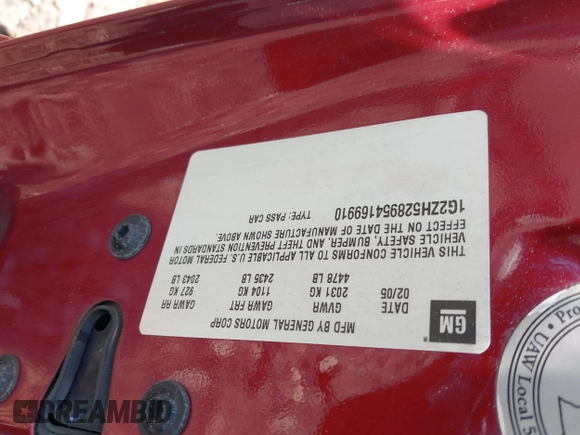 GM
MFD BY GENERAL MOTORS CORP
DATE GVWR GAWR FRT GAWR RR
02/05 2031 KG 1104 KG 927 KG
4478 LB 2435 LB 2043 LB
THIS VEHICLE CONFORMS TO ALL APPLICABLE U.S. FEDERAL MOTOR
VEHICLE SAFETY, BUMPER, AND THEFT PREVENTION STANDARDS IN
EFFECT ON THE DATE OF MANUFACTURE SHOWN ABOVE.
1G2ZH528954169910 TYPE: PASS CAR
UAW Local 5
DREAMBID